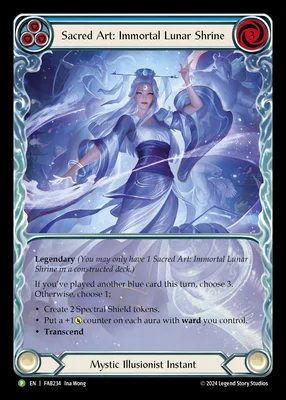 Sacred Art: Immortal Lunar Shrine
3
Legendary (You may only have 1 Sacred Art: Immortal Lunar
Shrine in a constructed deck.)
If you've played another blue card this turn, choose 3.
Otherwise, choose 1;
• Create 2 Spectral Shield tokens.
• Put a +1 counter on each aura with ward you control.
• Transcend
Mystic Illusionist Instant
P EN | FAB234 Ina Wong
© 2024 Legend Story Studios